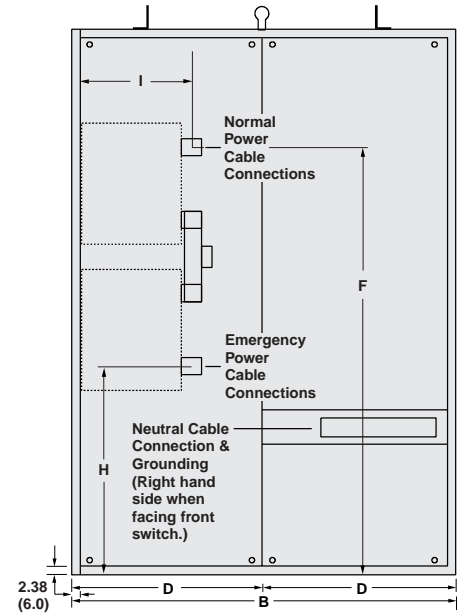 I
Normal
Power
Cable
Connections
F
Emergency
Power
Cable
Connections
H
Neutral Cable
Connection &
Grounding
(Right hand
side when
facing front
switch.)
2.38
(6.0)
D
D
B